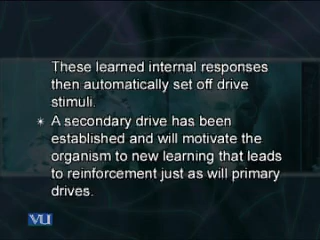 These learned internal responses
then automatically set off drive
stimuli.
* A secondary drive has been
established and will motivate the
organism to new learning that leads
to reinforcement just as will primary
drives.
VU